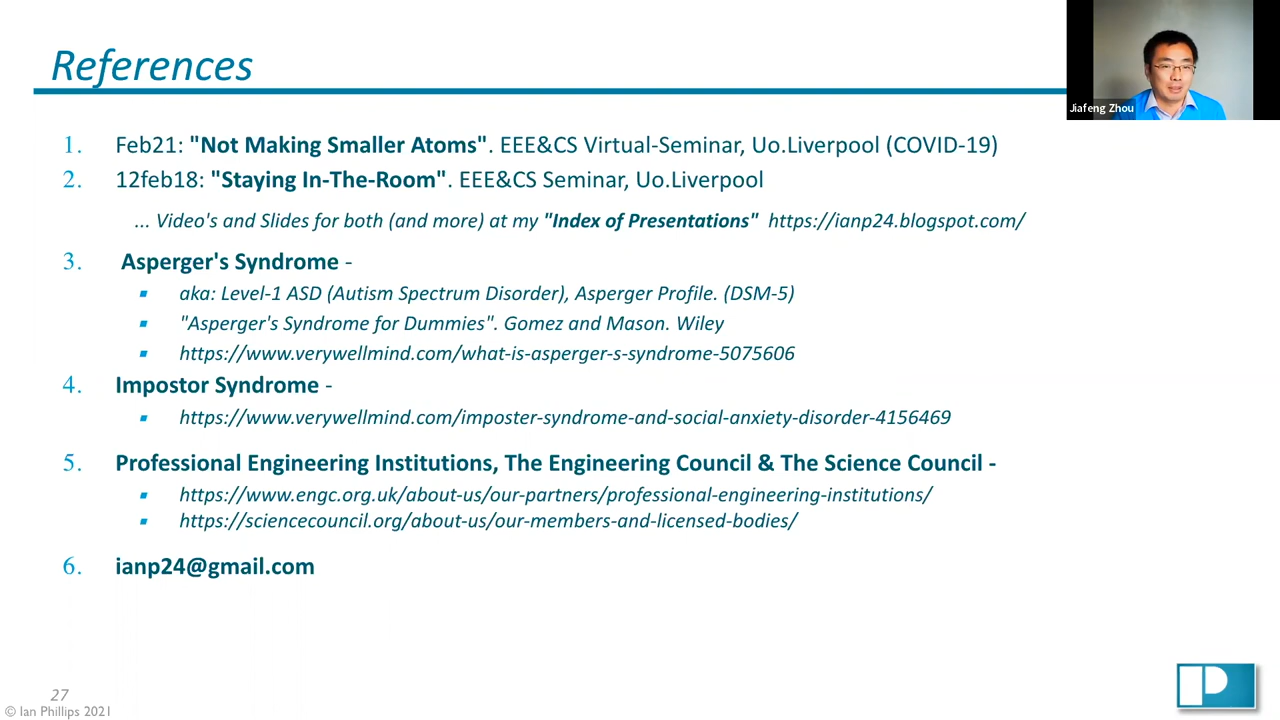 References
Jiafeng Zhou
1. Feb21: "Not Making Smaller Atoms". EEE&CS Virtual-Seminar, Uo.Liverpool (COVID-19)
2. 12feb18: "Staying In-The-Room". EEE&CS Seminar, Uo.Liverpool
... Video's and Slides for both (and more) at my "Index of Presentations" https://ianp24.blogspot.com/
3. Asperger's Syndrome -
▪ aka: Level-1 ASD (Autism Spectrum Disorder), Asperger Profile. (DSM-5)
▪ "Asperger's Syndrome for Dummies". Gomez and Mason. Wiley
▪ https://www.verywellmind.com/what-is-asperger-s-syndrome-5075606
4. Impostor Syndrome -
▪ https://www.verywellmind.com/imposter-syndrome-and-social-anxiety-disorder-4156469
5. Professional Engineering Institutions, The Engineering Council & The Science Council -
▪ https://www.engc.org.uk/about-us/our-partners/professional-engineering-institutions/
▪ https://sciencecouncil.org/about-us/our-members-and-licensed-bodies/
6. ianp24@gmail.com
27
© Ian Phillips 2021
P